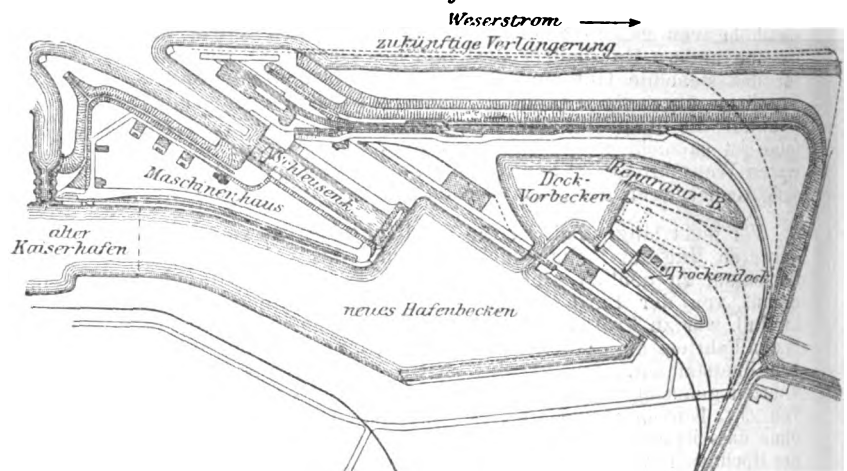 Weserstrom
zukünftige Verlängerung
Maschinenhaus
Schleusenk.
Dock-
Vorbecken
Reparatur-B
alter
Kaiserhafen
Trockendock
neues Hafenbecken